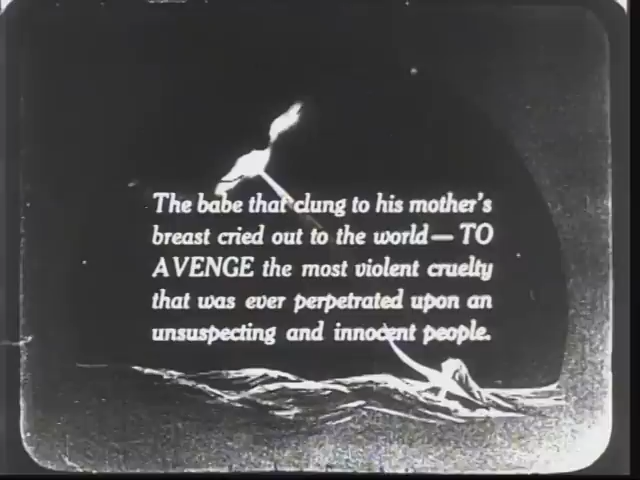 The babe that clung to his mother's
breast cried out to the world — TO
AVENGE the most violent cruelty
that was ever perpetrated upon an
unsuspecting and innocent people.